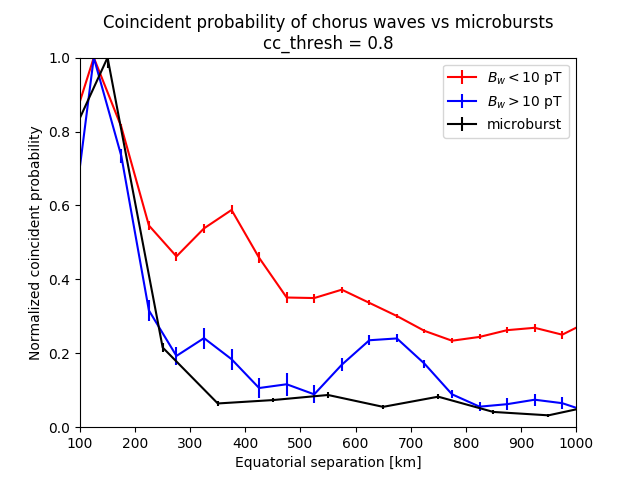 Coincident probability of chorus waves vs microbursts
cc_thresh = 0.8
Normalized coincident probability
1.0
0.8
0.6
0.4
0.2
0.0
B_w < 10 pT
B_w > 10 pT
microburst
100 200 300 400 500 600 700 800 900 1000
Equatorial separation [km]